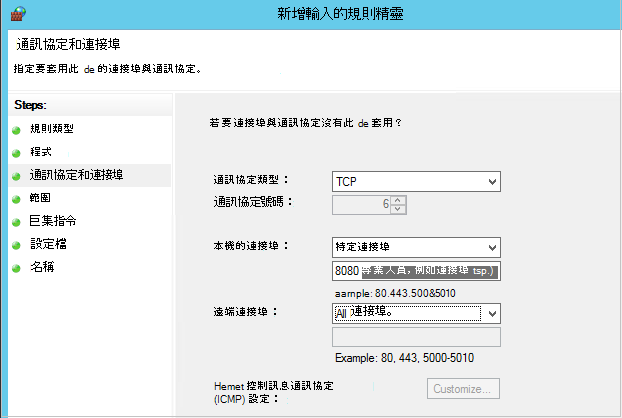 新增輸入的規則精靈
通訊協定和連接埠
指定要套用此 de 的連接埠與通訊協定。
Steps:
規則類型
程式
通訊協定和連接埠
範圍
巨集指令
設定檔
名稱
若要連接埠與通訊協定沒有此 de 套用？
通訊協定類型： TCP
通訊協定號碼： 6
本機的連接埠： 特定連接埠
8080 專業人員，例如連接埠 tsp.)
aample: 80.443.500&5010
遠端連接埠： All 連接埠。
Example: 80, 443, 5000-5010
Hemet 控制訊息通訊協定
(ICMP) 設定： Customize...